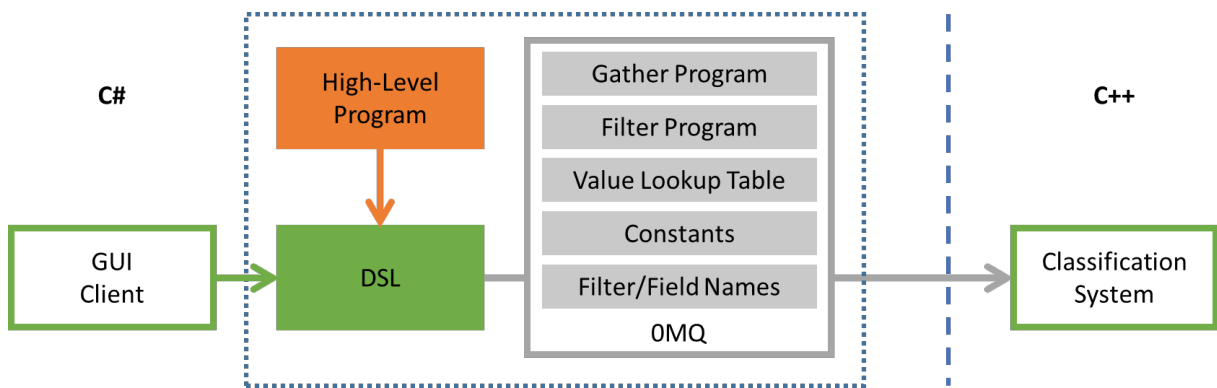 C#
High-Level
Program
Gather Program
Filter Program
Value Lookup Table
Constants
Filter/Field Names
0MQ
C++
GUI
Client
DSL
Classification
System